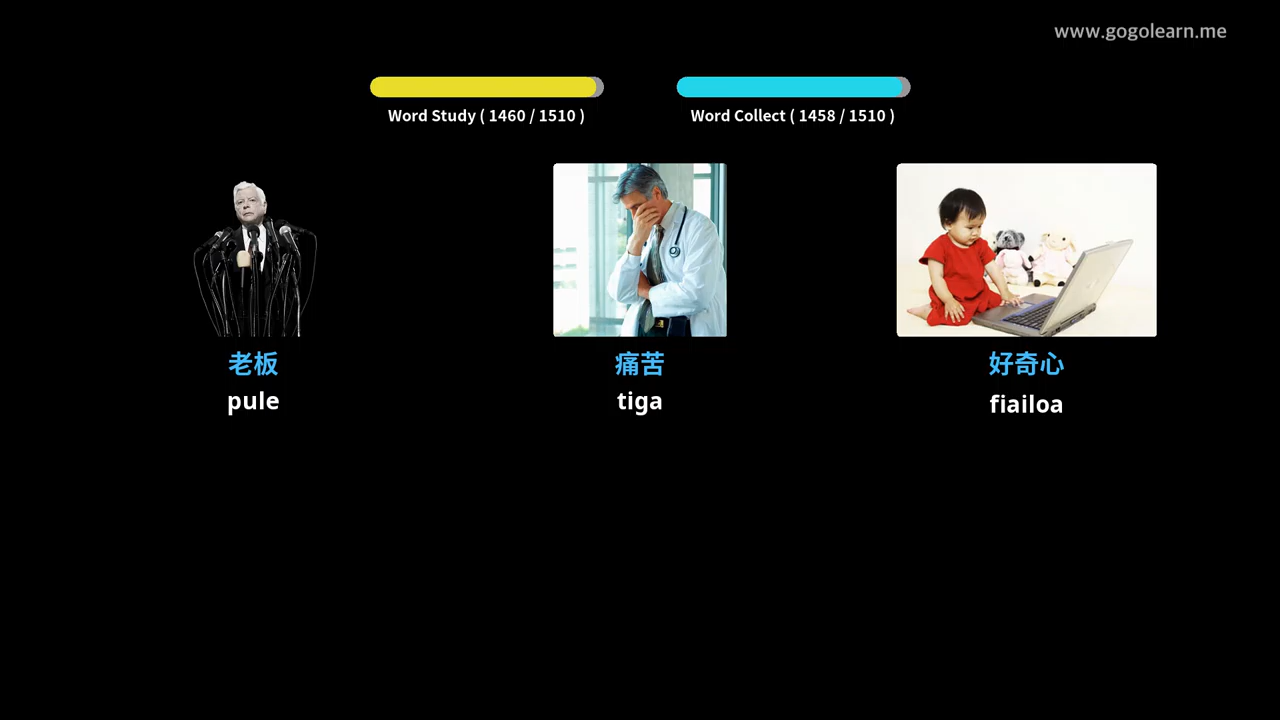 www.gogolearn.me
Word Study ( 1460 / 1510 )
Word Collect ( 1458 / 1510 )
老板
pule
痛苦
tiga
好奇心
fiailoa